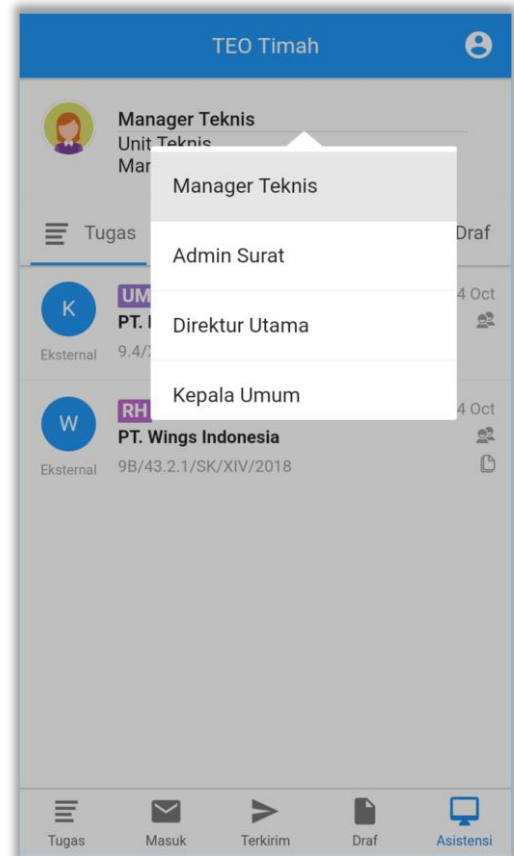 TEO Timah
Manager Teknis
Unit Teknis
Manager Teknis
Admin Surat
Direktur Utama
Kepala Umum
Tugas
Draf
K
UM
4 Oct
PT.
Eksternal
9.4/
W
RH
4 Oct
PT. Wings Indonesia
Eksternal
9B/43.2.1/SK/XIV/2018
Tugas
Masuk
Terkirim
Draf
Asistensi